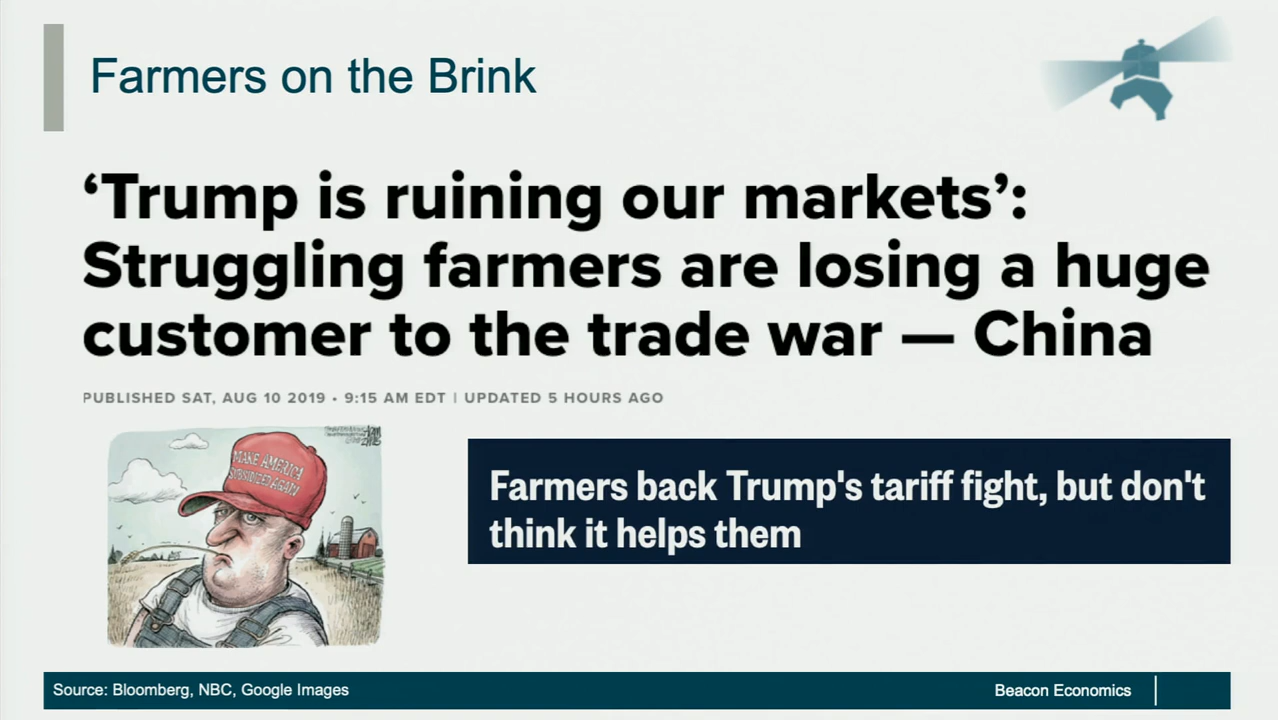 Farmers on the Brink
‘Trump is ruining our markets’:
Struggling farmers are losing a huge
customer to the trade war — China
PUBLISHED SAT, AUG 10 2019 • 9:15 AM EDT | UPDATED 5 HOURS AGO
MAKE AMERICA
SUBSIDIZED AGAIN
Farmers back Trump's tariff fight, but don't
think it helps them
Source: Bloomberg, NBC, Google Images
Beacon Economics